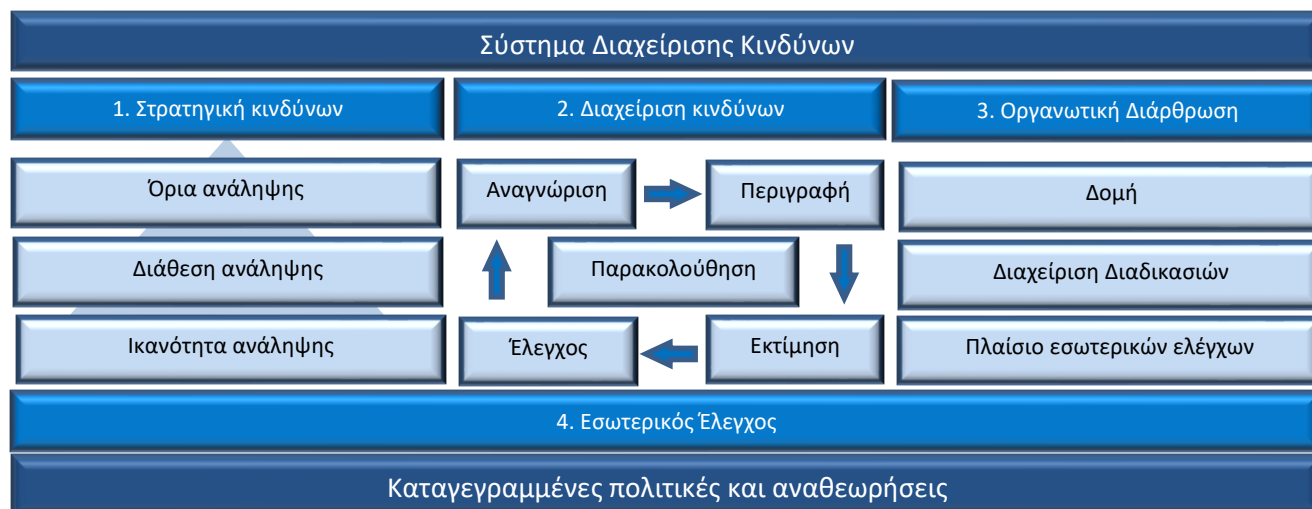 Σύστημα Διαχείρισης Κινδύνων
1. Στρατηγική κινδύνων
2. Διαχείριση κινδύνων
3. Οργανωτική Διάρθρωση
Όρια ανάληψης
Διάθεση ανάληψης
Ικανότητα ανάληψης
Αναγνώριση
Περιγραφή
Παρακολούθηση
Έλεγχος
Εκτίμηση
Δομή
Διαχείριση Διαδικασιών
Πλαίσιο εσωτερικών ελέγχων
4. Εσωτερικός Έλεγχος
Καταγεγραμμένες πολιτικές και αναθεωρήσεις